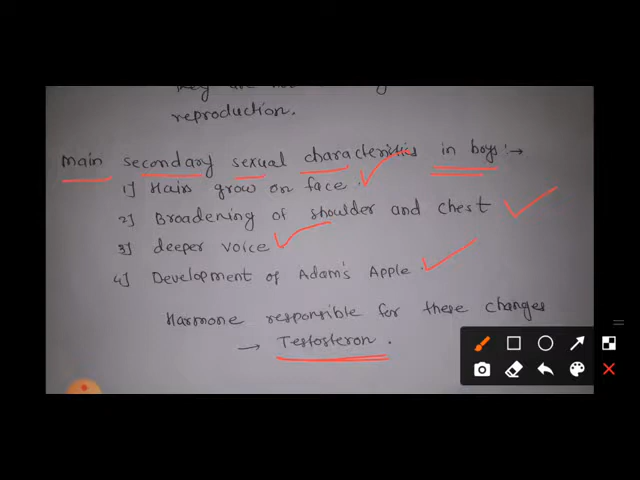 reproduction.
Main secondary sexual characteristics in boys :→
1] Hairs grow on face .
2] Broadening of shoulder and chest
3] deeper voice
4] Development of Adam's Apple .
Harmone responsible for these changes
→ Testosteron .